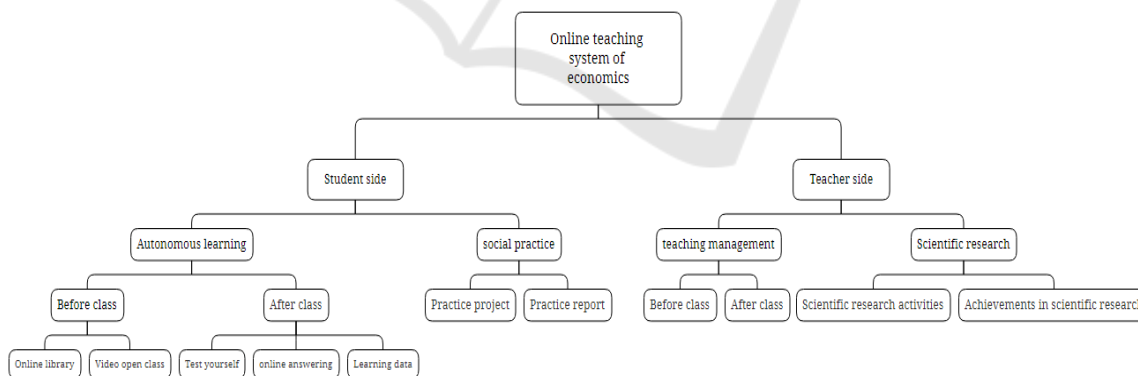 Online teaching
system of
economics
Student side
Teacher side
Autonomous learning
social practice
teaching management
Scientific research
Before class
After class
Practice project
Practice report
Before class
After class
Scientific research activities
Achievements in scientific research
Online library
Video open class
Test yourself
online answering
Learning data